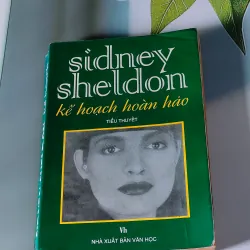 sidney
sheldon
kế hoạch hoàn hảo
TIỂU THUYẾT
Vh
NHÀ XUẤT BẢN VĂN HỌC